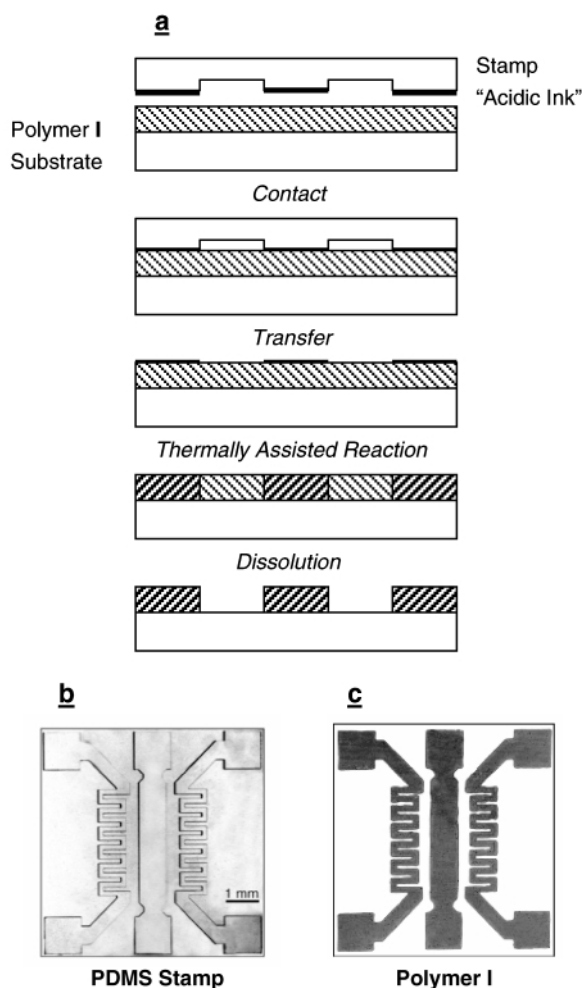 a
Stamp
“Acidic Ink”
Polymer I
Substrate
Contact
Transfer
Thermally Assisted Reaction
Dissolution
b
c
1 mm
PDMS Stamp
Polymer I